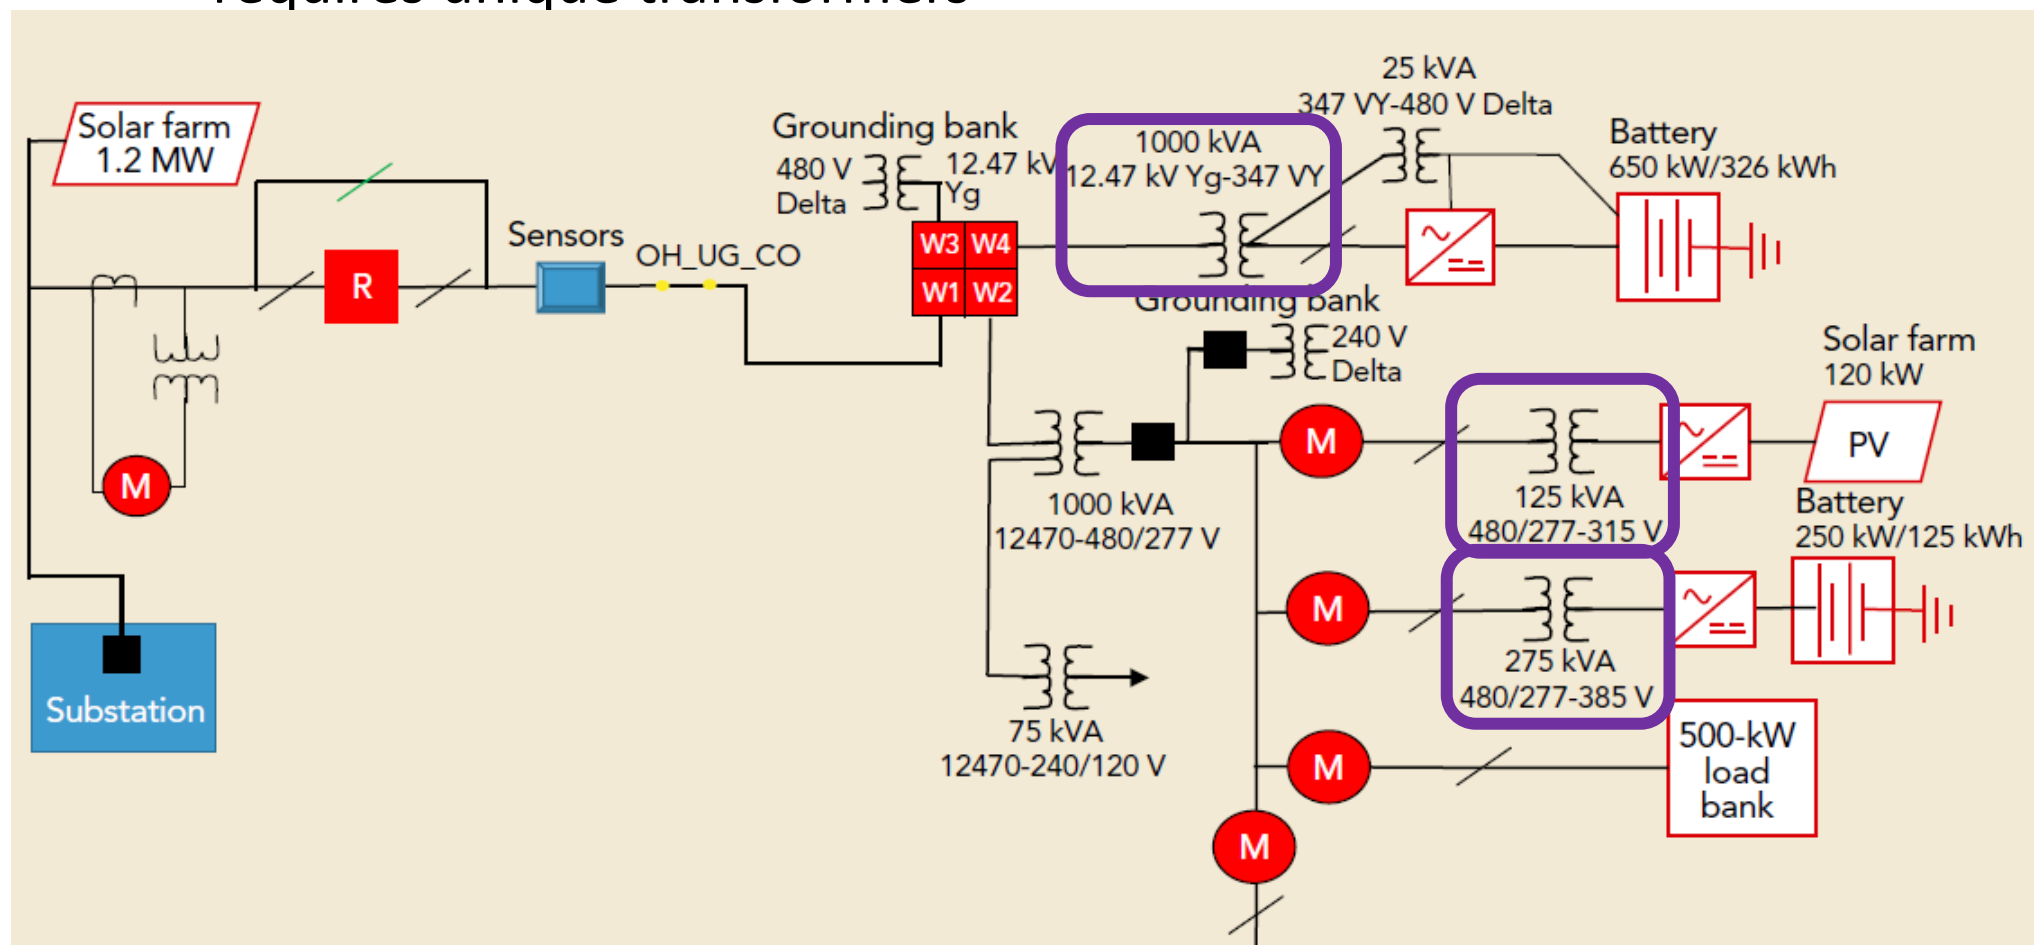 requires unique transformers
25 kVA
347 VY-480 V Delta
Solar farm
1.2 MW
Grounding bank
480 V
Delta
12.47 kV
Yg
1000 kVA
12.47 kV Yg-347 VY
Battery
650 kW/326 kWh
Sensors
OH_UG_CO
W3 W4
W1 W2
R
Grounding bank
240 V
Delta
Solar farm
120 kW
M
PV
M
125 kVA
480/277-315 V
Battery
250 kW/125 kWh
1000 kVA
12470-480/277 V
M
275 kVA
480/277-385 V
Substation
75 kVA
12470-240/120 V
M
500-kW
load
bank
M